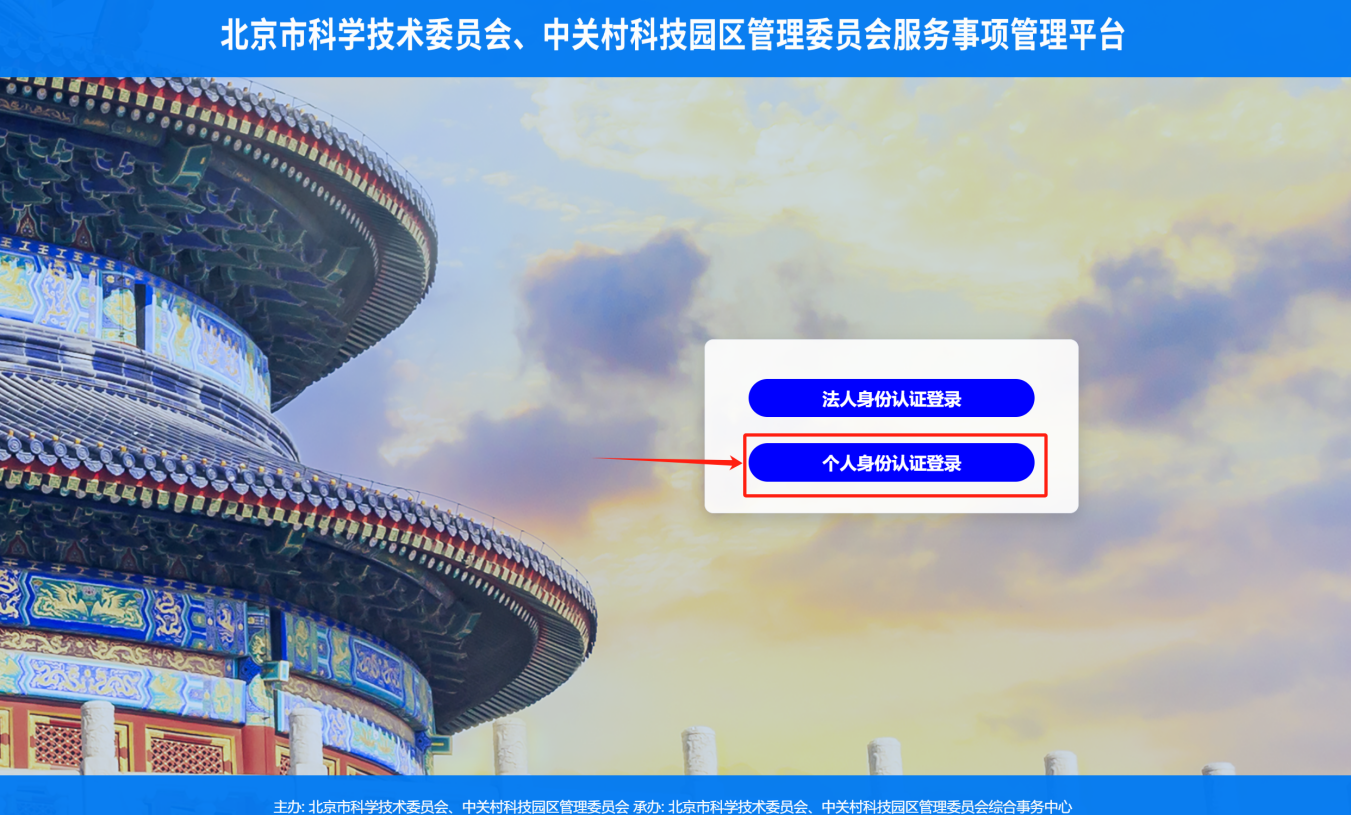 北京市科学技术委员会、中关村科技园区管理委员会服务事项管理平台
法人身份认证登录
个人身份认证登录
主办: 北京市科学技术委员会、中关村科技园区管理委员会 承办: 北京市科学技术委员会、中关村科技园区管理委员会综合事务中心